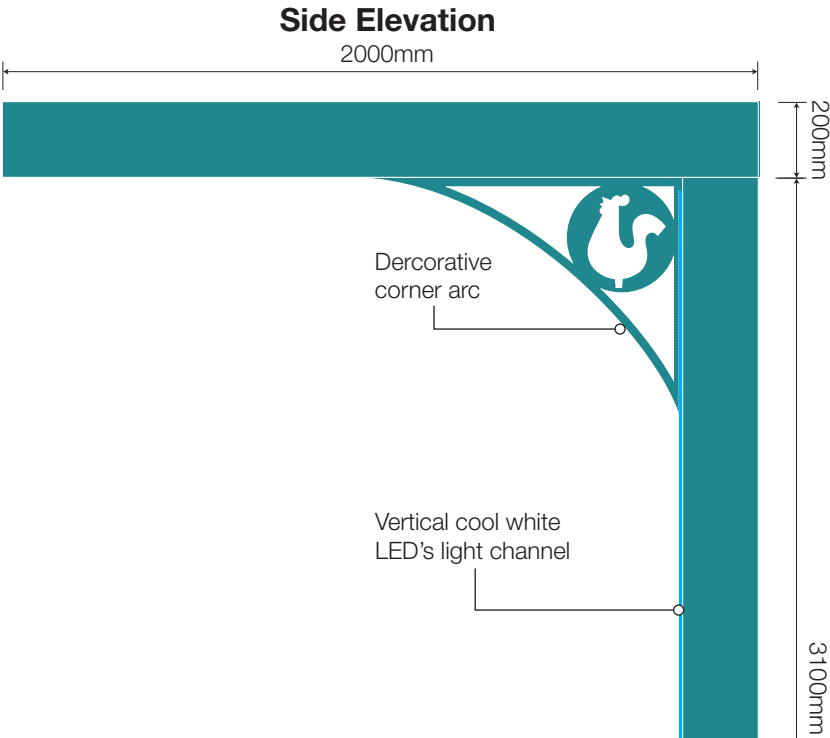 Side Elevation
2000mm
200mm
Dercorative
corner arc
Vertical cool white
LED’s light channel
3100mm